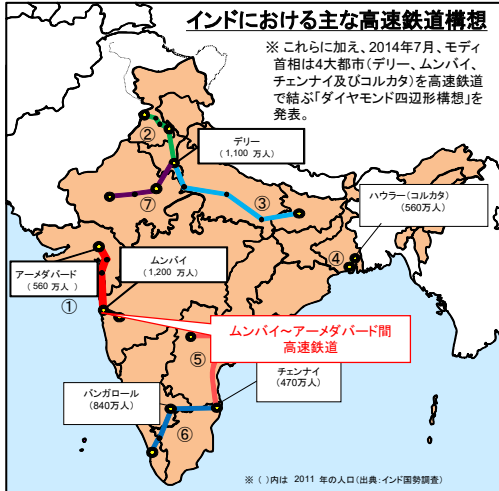 インドにおける主な高速鉄道構想
※ これらに加え、2014年7月、モディ
首相は4大都市(デリー、ムンバイ、
チェンナイ及びコルカタ)を高速鉄道
で結ぶ「ダイヤモンド四辺形構想」を
発表。
②
デリー
(1,100 万人)
⑦
③
ハウラー(コルカタ)
(560万人)
④
アーメダバード
(560 万人)
ムンバイ
(1,200 万人)
①
ムンバイ~アーメダバード間
高速鉄道
⑤
チェンナイ
(470万人)
バンガロール
(840万人)
⑥
※ ( )内は 2011 年の人口(出典:インド国勢調査)